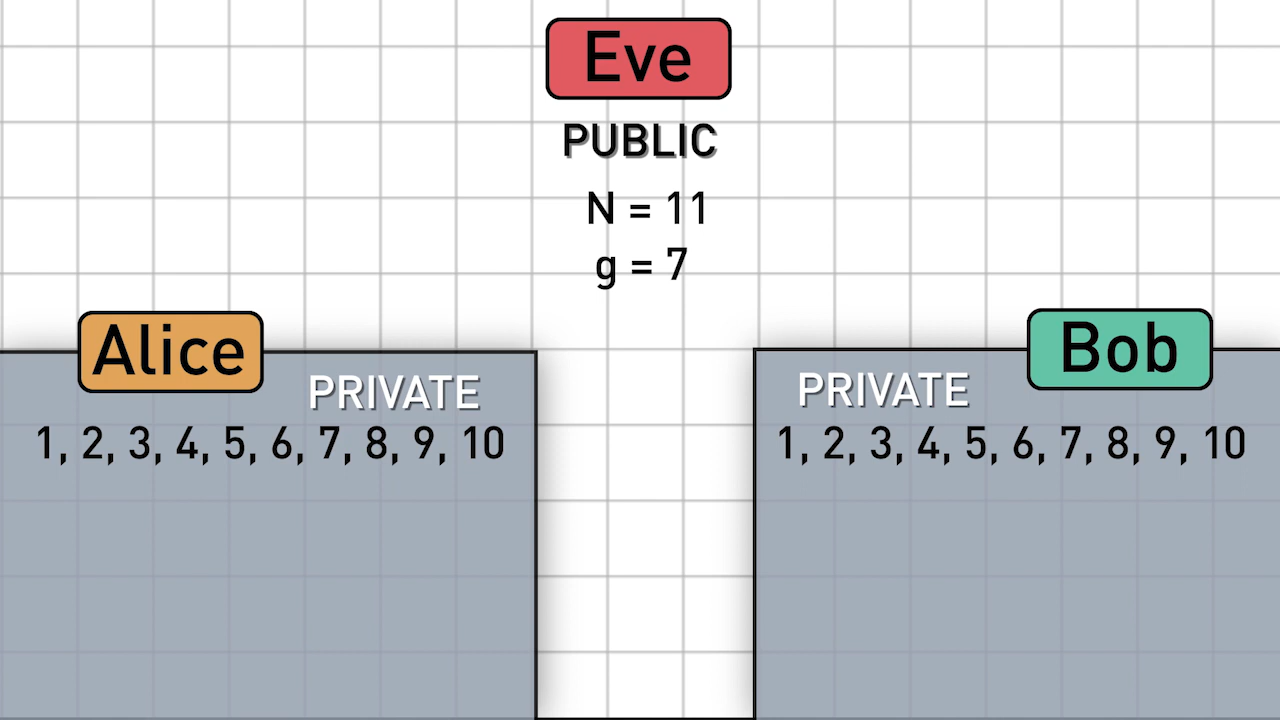 Eve
PUBLIC
N = 11
g = 7
Alice
PRIVATE
1, 2, 3, 4, 5, 6, 7, 8, 9, 10
Bob
PRIVATE
1, 2, 3, 4, 5, 6, 7, 8, 9, 10